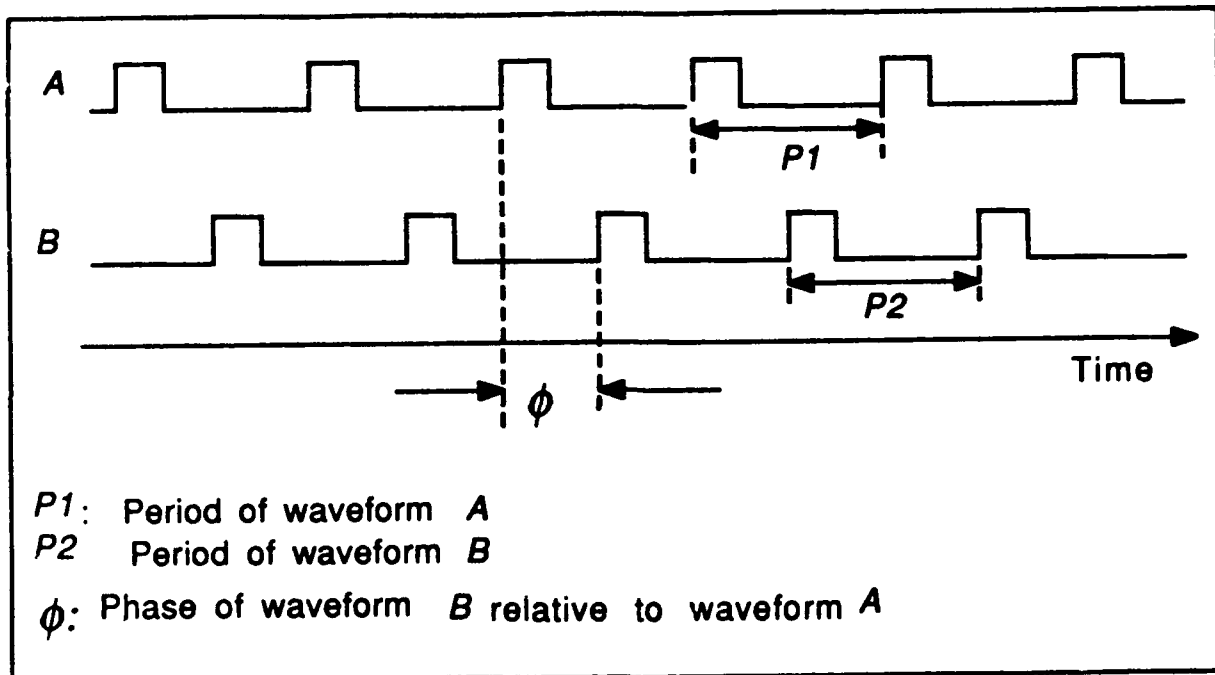 A
P1
B
P2
Time
ϕ
P1: Period of waveform A
P2 Period of waveform B
ϕ: Phase of waveform B relative to waveform A